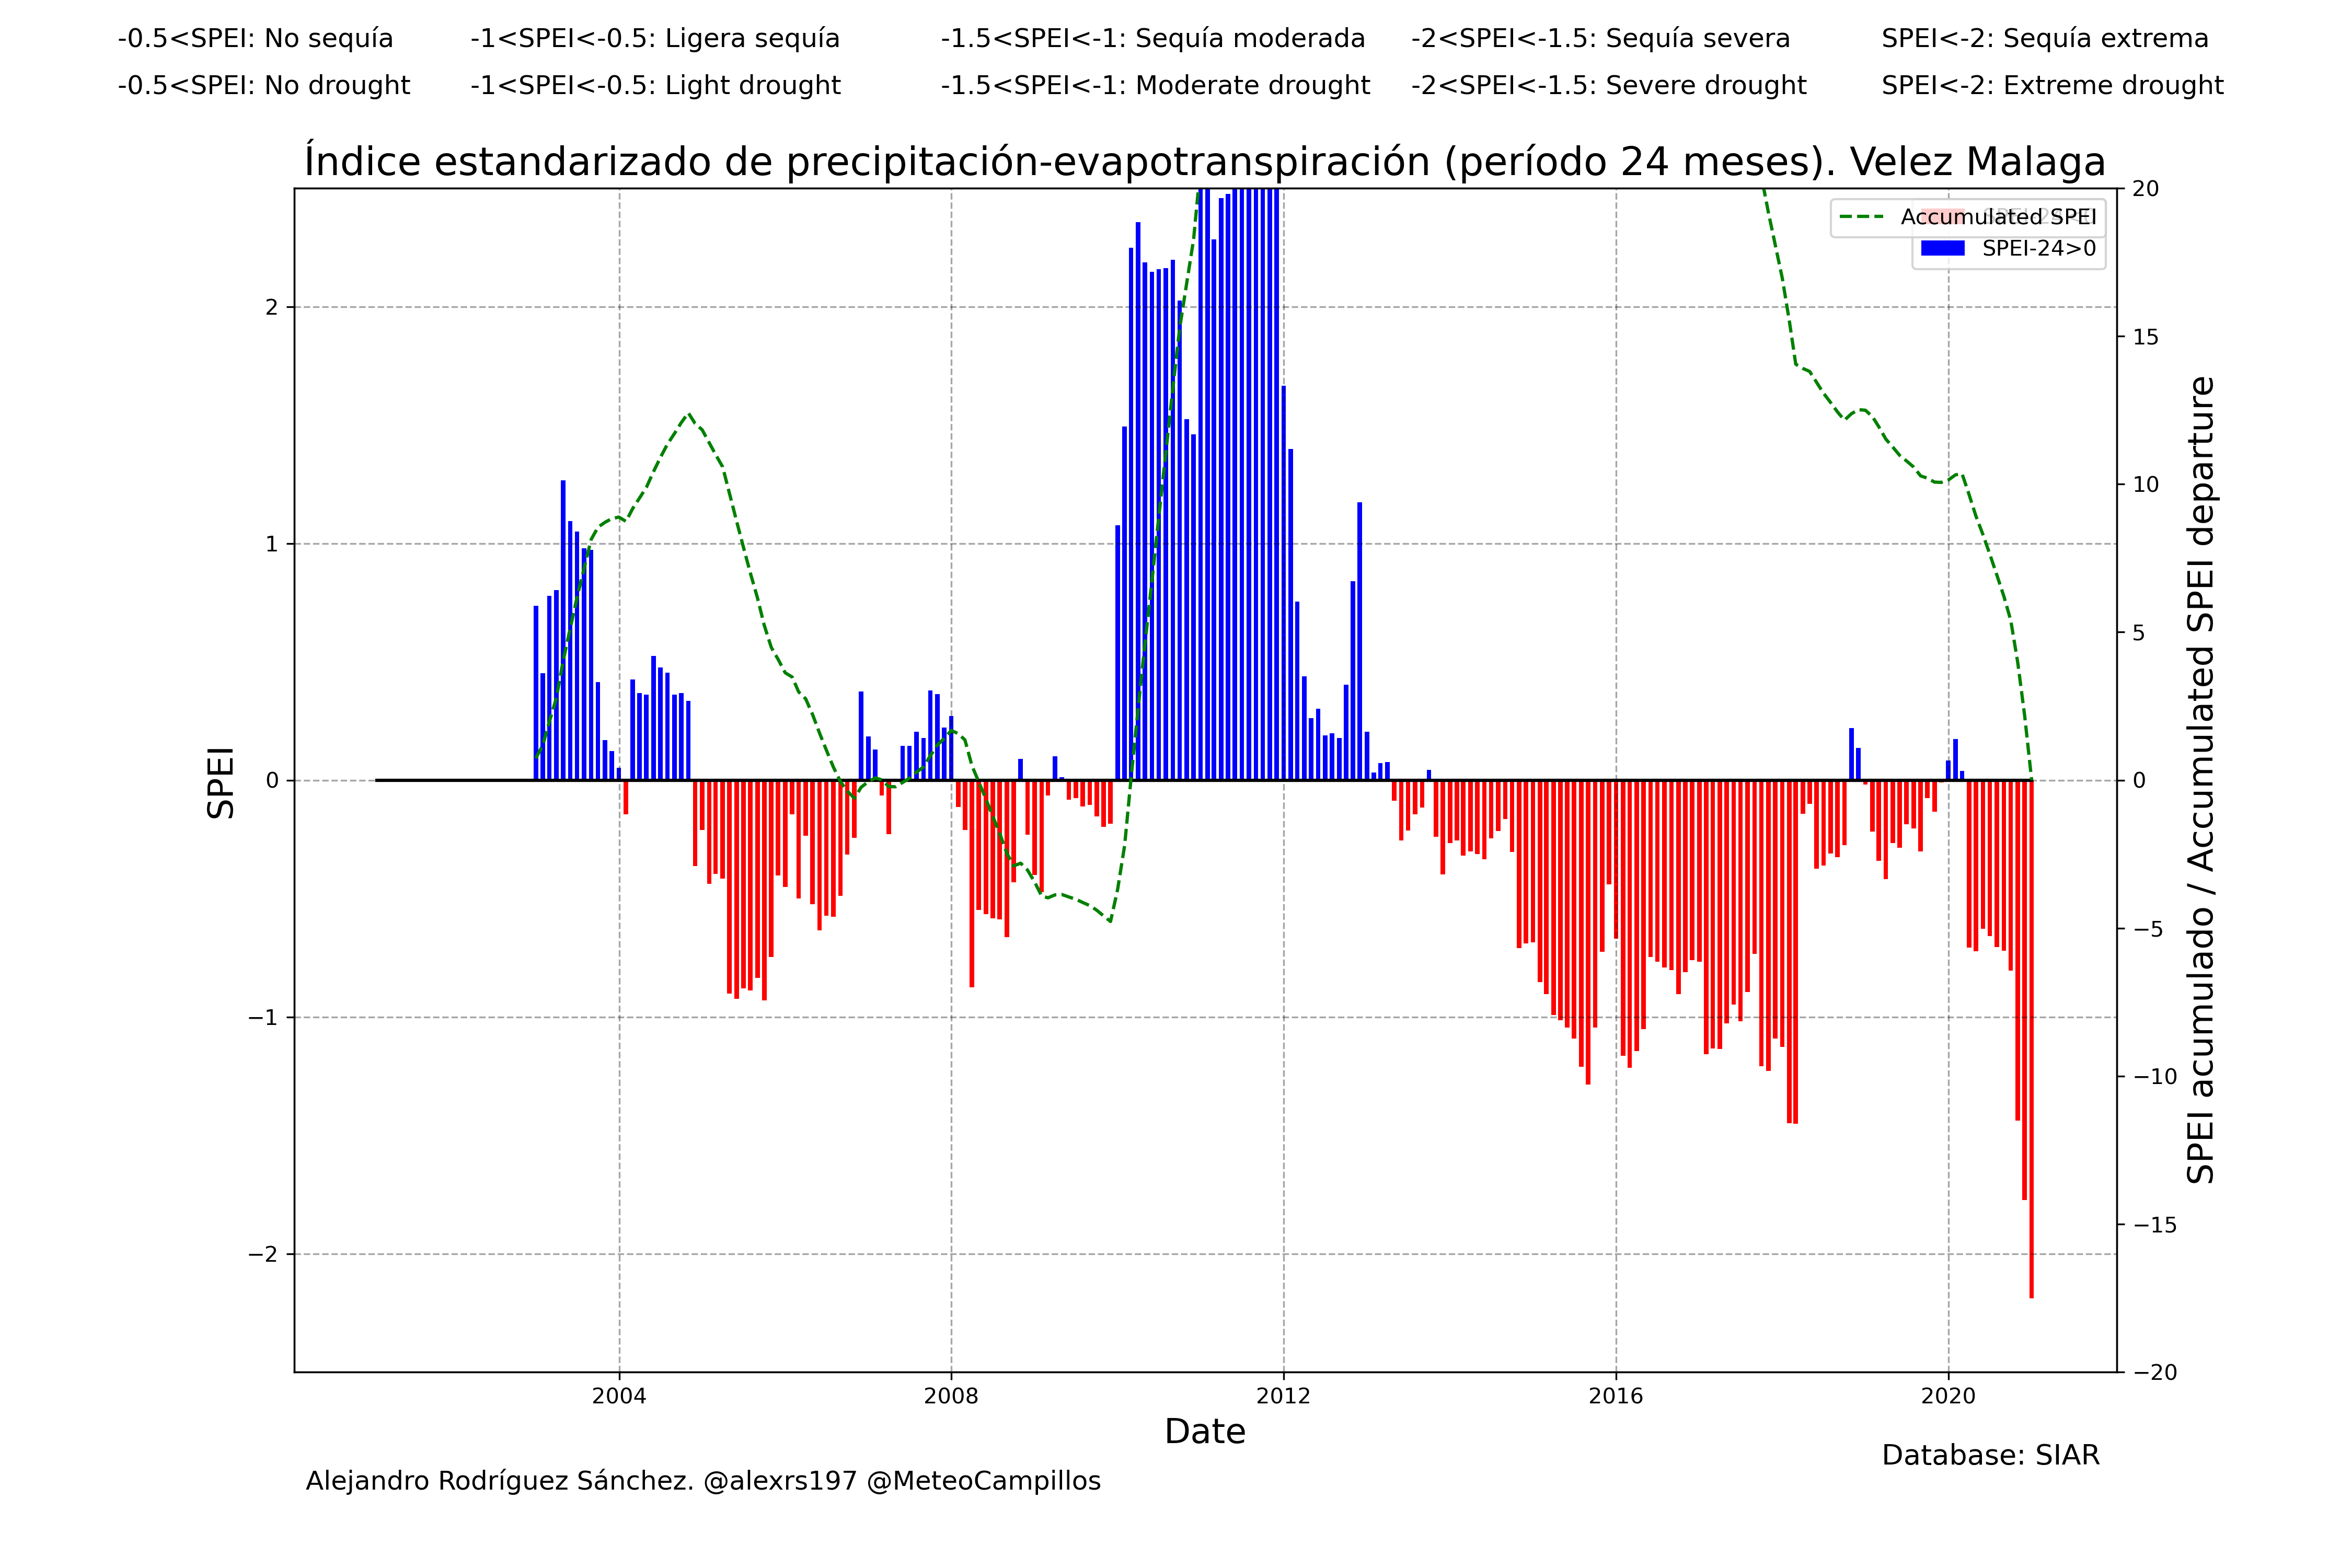 -0.5<SPEI: No sequía -1<SPEI<-0.5: Ligera sequía -1.5<SPEI<-1: Sequía moderada -2<SPEI<-1.5: Sequía severa SPEI<-2: Sequía extrema
-0.5<SPEI: No drought -1<SPEI<-0.5: Light drought -1.5<SPEI<-1: Moderate drought -2<SPEI<-1.5: Severe drought SPEI<-2: Extreme drought
Índice estandarizado de precipitación-evapotranspiración (período 24 meses). Velez Malaga
Accumulated SPEI
SPEI-24>0
SPEI
2
1
0
−1
−2
20
15
10
5
0
−5
−10
−15
−20
SPEI acumulado / Accumulated SPEI departure
2004 2008 2012 2016 2020
Date
Database: SIAR
Alejandro Rodríguez Sánchez. @alexrs197 @MeteoCampillos